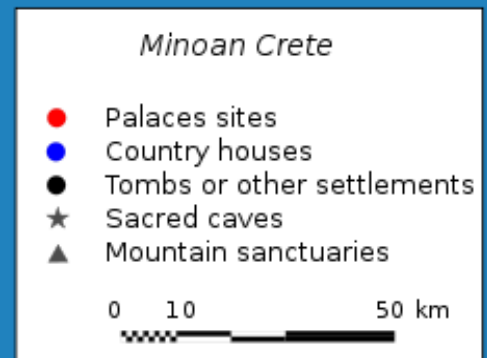 Minoan Crete
Palaces sites
Country houses
Tombs or other settlements
Sacred caves
Mountain sanctuaries
0 10 50 km